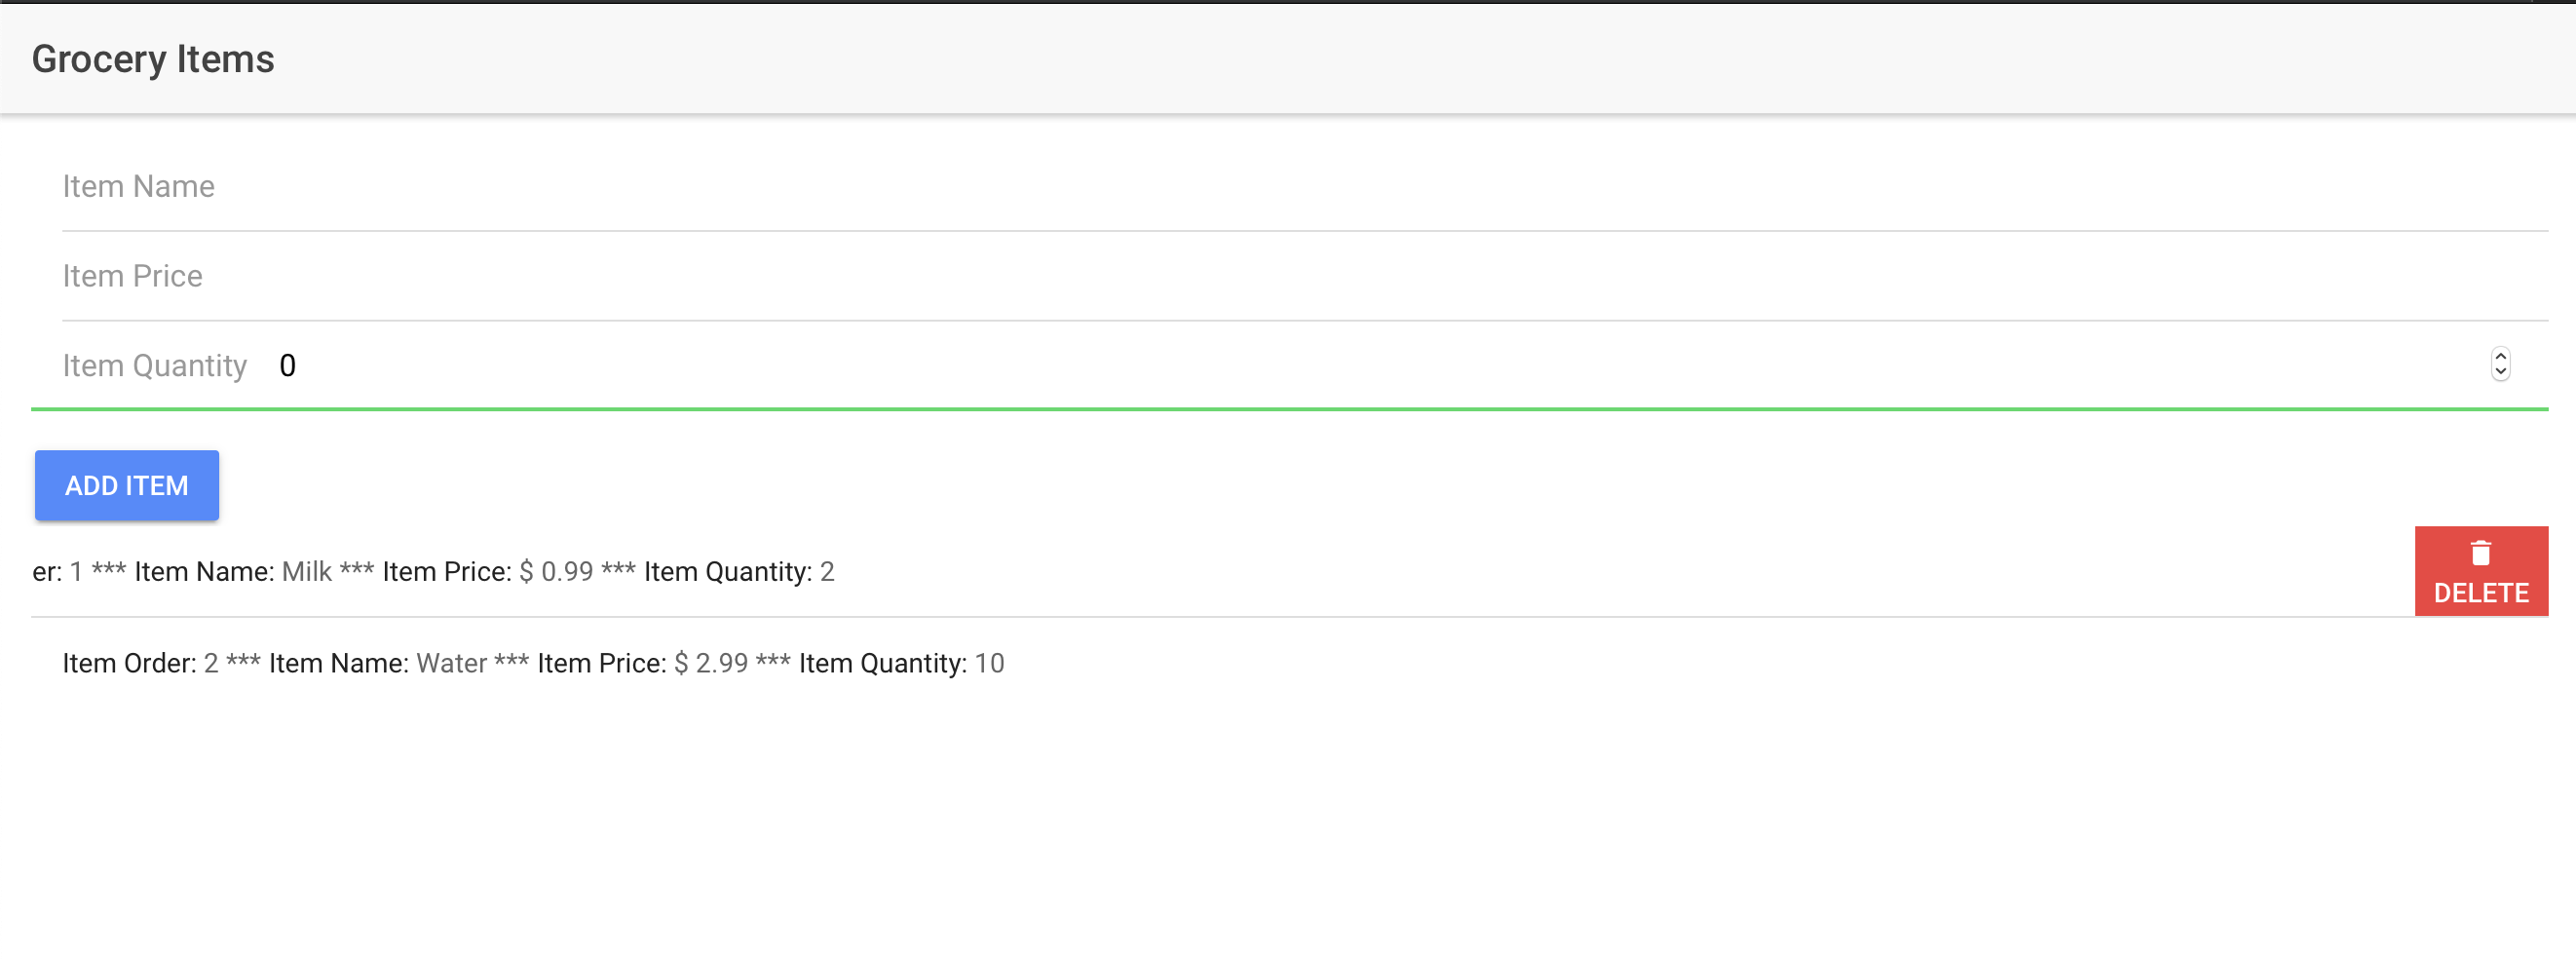 Grocery Items
Item Name
Item Price
Item Quantity 0
ADD ITEM
er: 1 *** Item Name: Milk *** Item Price: $ 0.99 *** Item Quantity: 2
DELETE
Item Order: 2 *** Item Name: Water *** Item Price: $ 2.99 *** Item Quantity: 10